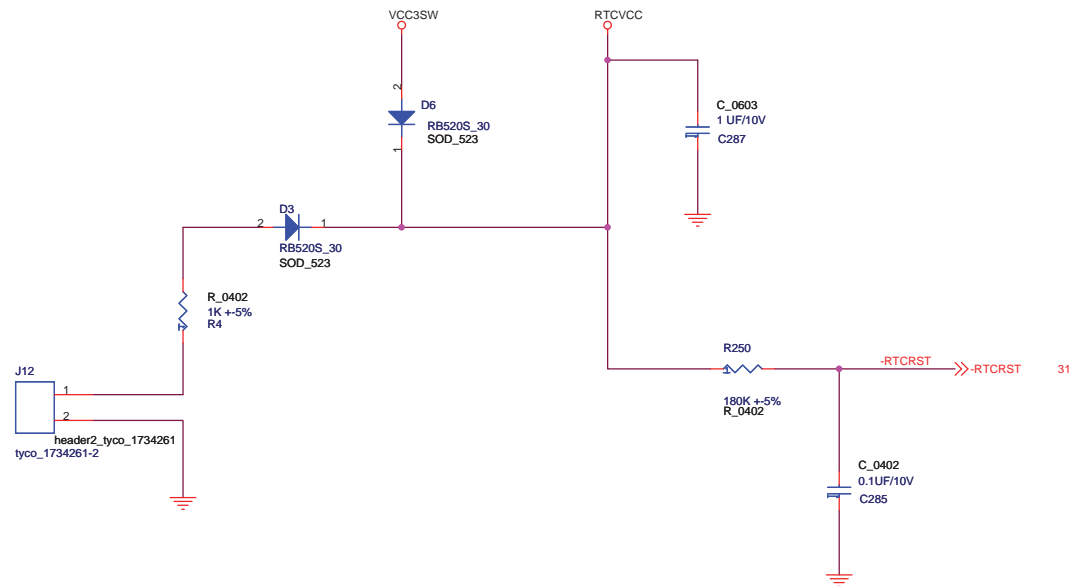 VCC3SW
RTCVCC
2
D6
RB520S_30
SOD_523
1
C_0603
1 UF/10V
C287
D3
2
1
RB520S_30
SOD_523
R_0402
1K +-5%
R4
1
J12
1
2
header2_tyco_1734261
tyco_1734261-2
R250
1
180K +-5%
R_0402
-RTCRST
-RTCRST
31
C_0402
0.1UF/10V
C285